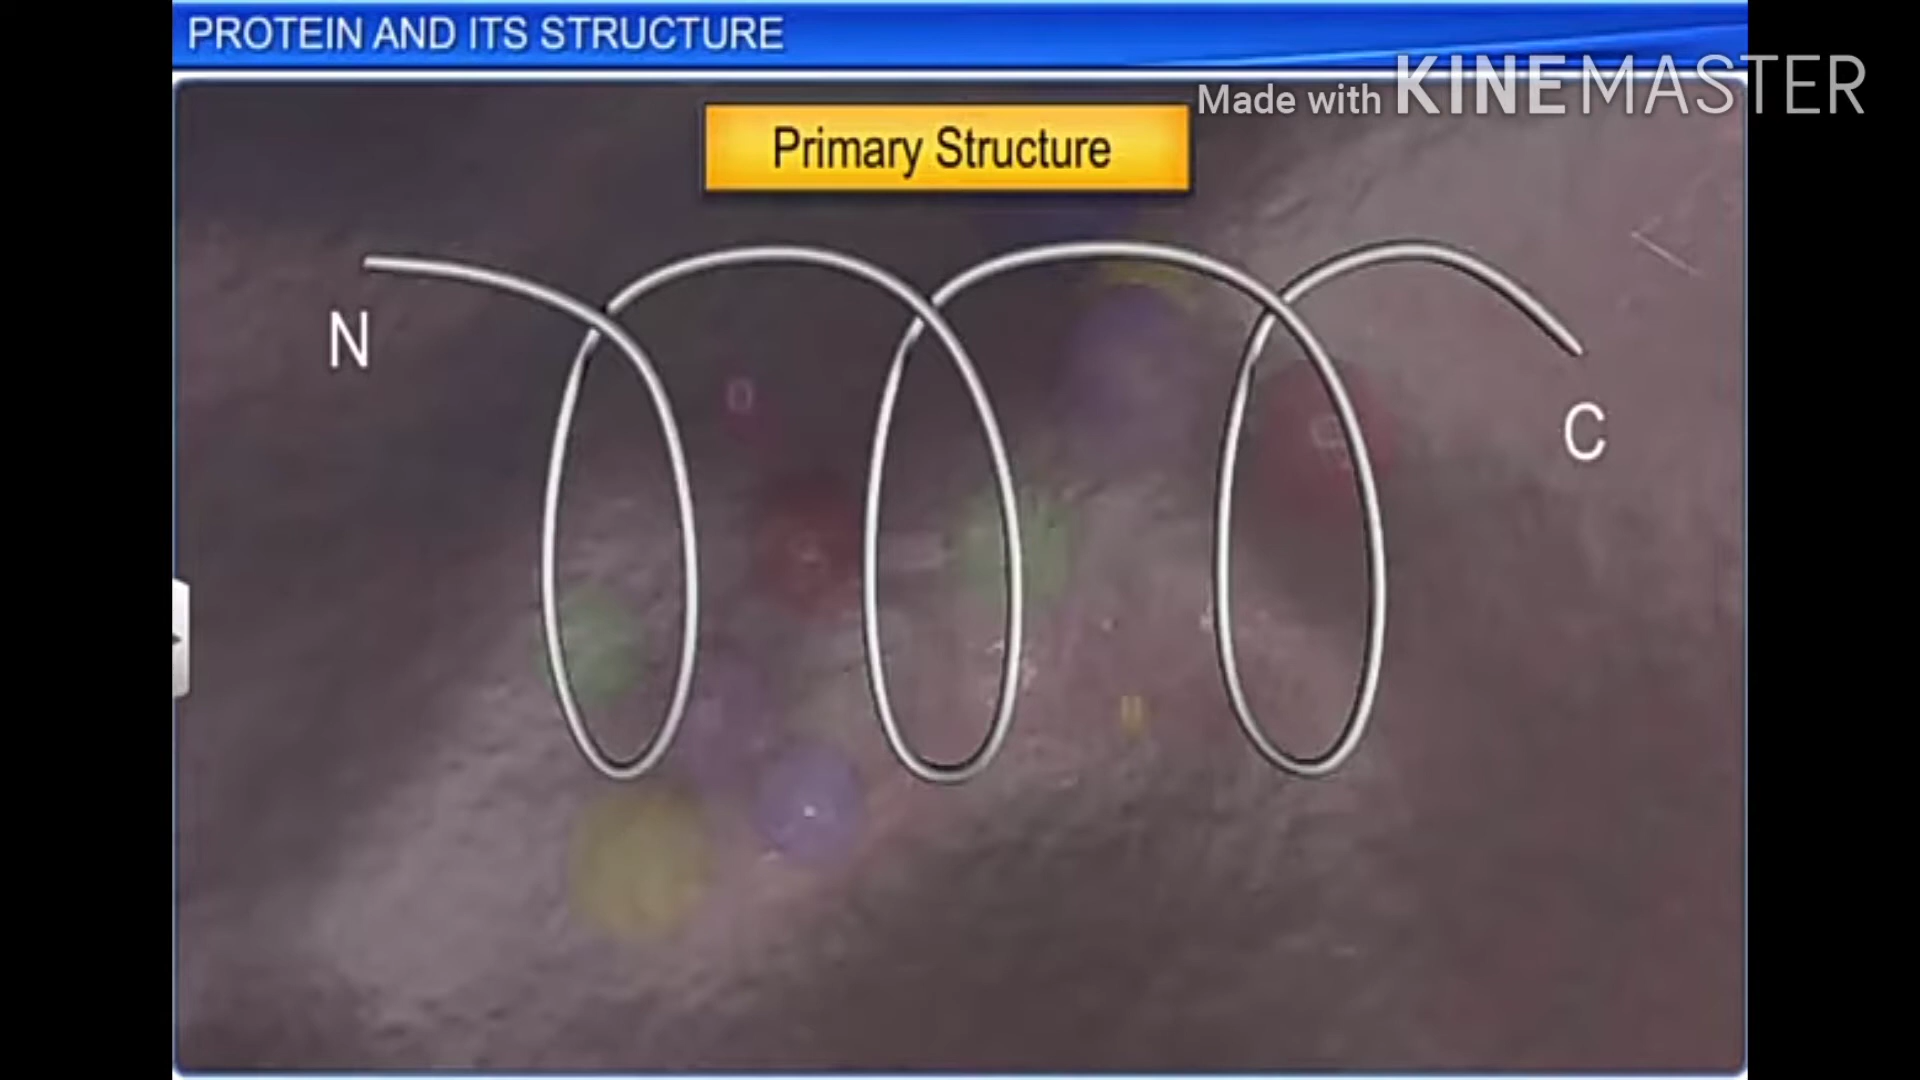 PROTEIN AND ITS STRUCTURE
Made with KINEMASTER
Primary Structure
N
C